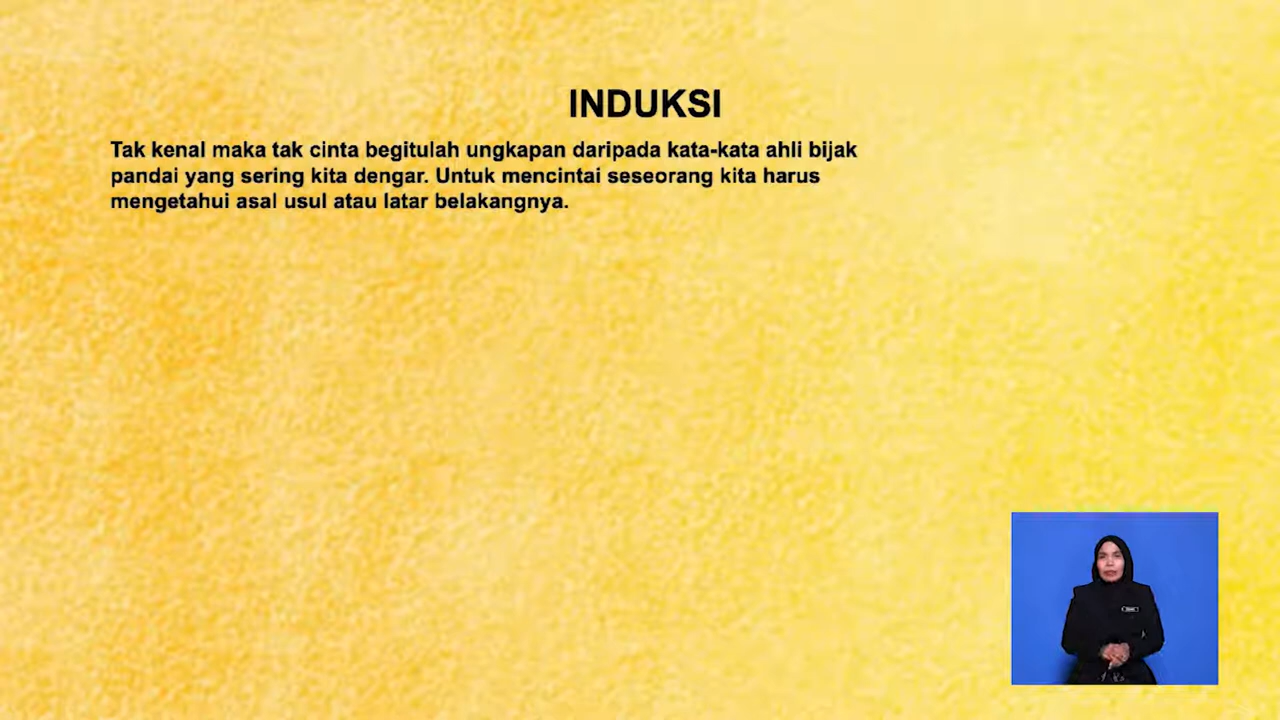 INDUKSI
Tak kenal maka tak cinta begitulah ungkapan daripada kata-kata ahli bijak
pandai yang sering kita dengar. Untuk mencintai seseorang kita harus
mengetahui asal usul atau latar belakangnya.